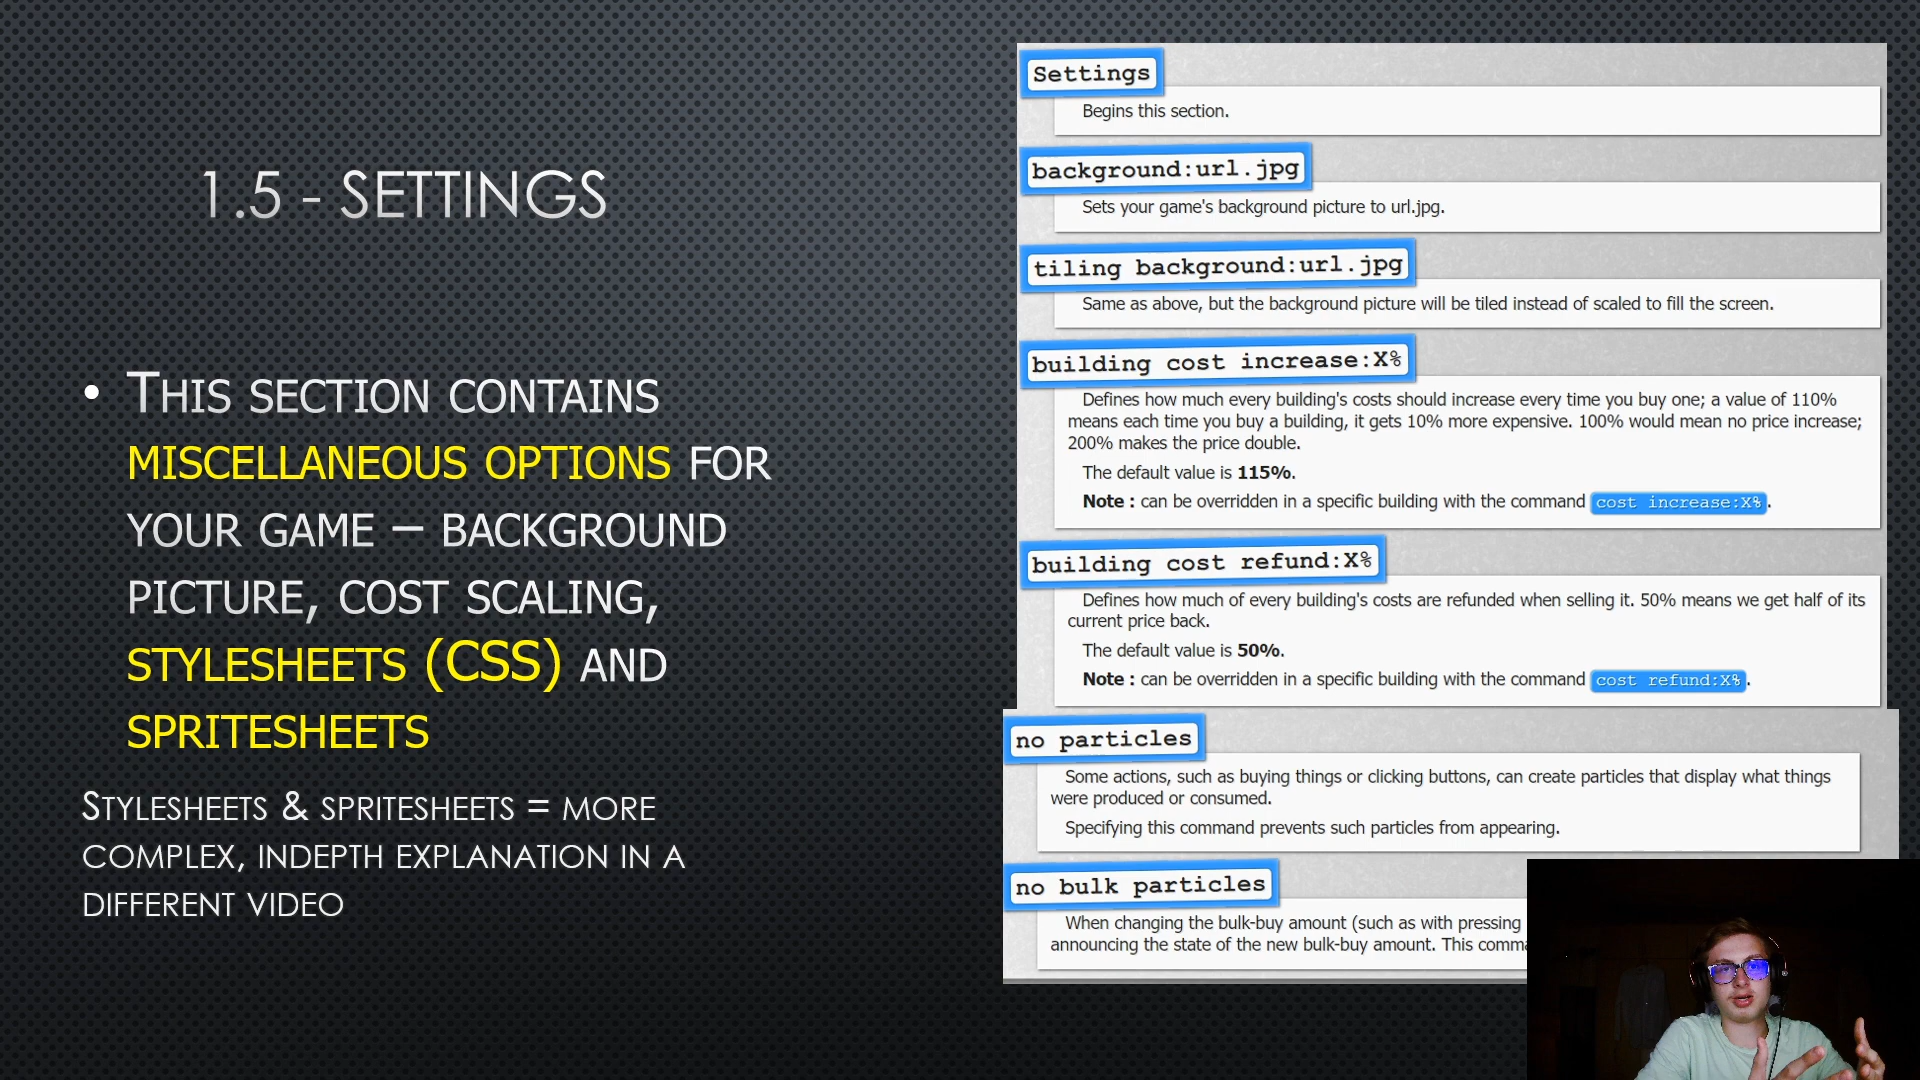 1.5 - SETTINGS
• THIS SECTION CONTAINS
MISCELLANEOUS OPTIONS FOR
YOUR GAME – BACKGROUND
PICTURE, COST SCALING,
STYLESHEETS (CSS) AND
SPRITESHEETS
STYLESHEETS & SPRITESHEETS = MORE
COMPLEX, INDEPTH EXPLANATION IN A
DIFFERENT VIDEO
Settings
Begins this section.
background:url.jpg
Sets your game's background picture to url.jpg.
tiling background:url.jpg
Same as above, but the background picture will be tiled instead of scaled to fill the screen.
building cost increase:X%
Defines how much every building's costs should increase every time you buy one; a value of 110%
means each time you buy a building, it gets 10% more expensive. 100% would mean no price increase;
200% makes the price double.
The default value is 115%.
Note : can be overridden in a specific building with the command cost increase:X%.
building cost refund:X%
Defines how much of every building's costs are refunded when selling it. 50% means we get half of its
current price back.
The default value is 50%.
Note : can be overridden in a specific building with the command cost refund:X%.
no particles
Some actions, such as buying things or clicking buttons, can create particles that display what things
were produced or consumed.
Specifying this command prevents such particles from appearing.
no bulk particles
When changing the bulk-buy amount (such as with pressing
announcing the state of the new bulk-buy amount. This